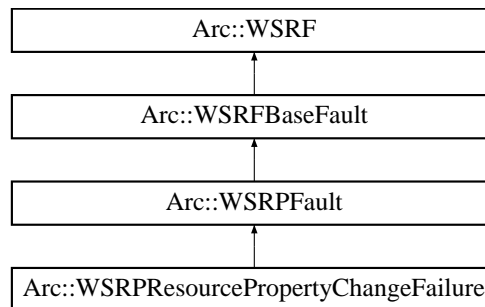 Arc::WSRF
Arc::WSRFBaseFault
Arc::WSRPFault
Arc::WSRPResourcePropertyChangeFailure